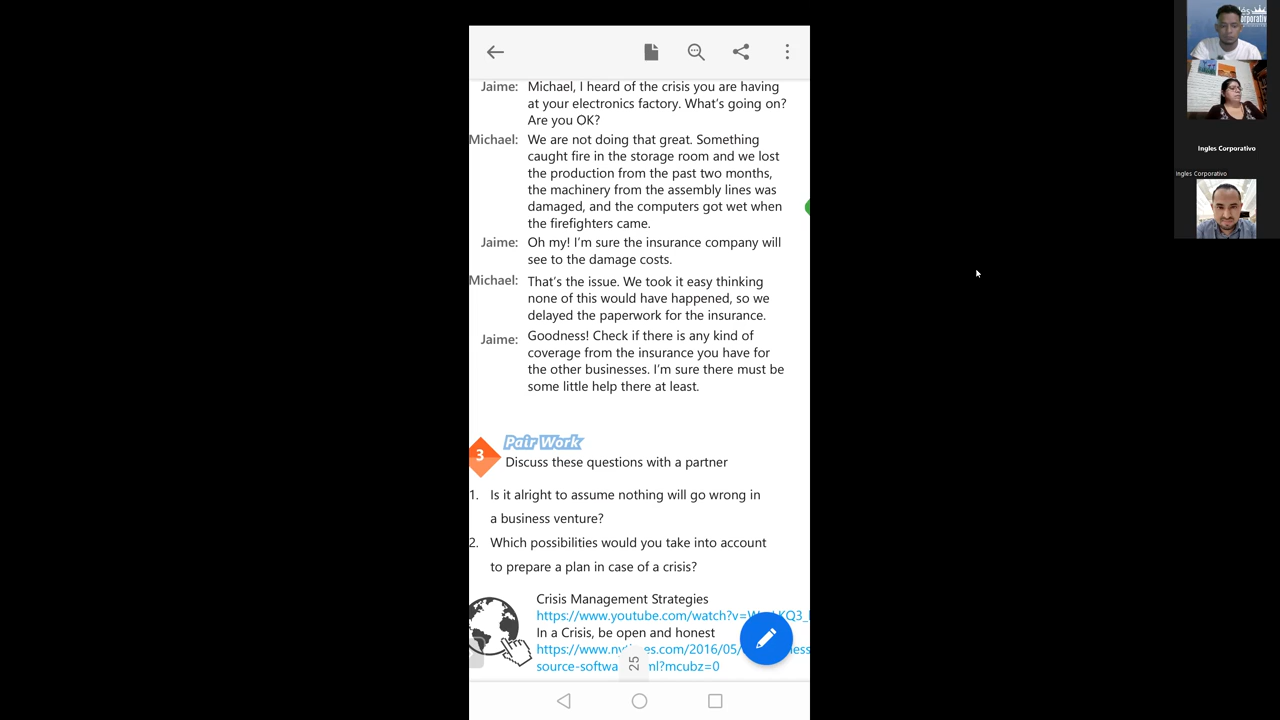 Jaime: Michael, I heard of the crisis you are having
at your electronics factory. What's going on?
Are you OK?
Michael: We are not doing that great. Something
caught fire in the storage room and we lost
the production from the past two months,
the machinery from the assembly lines was
damaged, and the computers got wet when
the firefighters came.
Jaime: Oh my! I'm sure the insurance company will
see to the damage costs.
Michael: That's the issue. We took it easy thinking
none of this would have happened, so we
delayed the paperwork for the insurance.
Jaime: Goodness! Check if there is any kind of
coverage from the insurance you have for
the other businesses. I'm sure there must be
some little help there at least.
3 Pair Work
Discuss these questions with a partner
1. Is it alright to assume nothing will go wrong in
a business venture?
2. Which possibilities would you take into account
to prepare a plan in case of a crisis?
Crisis Management Strategies
https://www.youtube.com/watch?v=
In a Crisis, be open and honest
https://www.ny
source-softwa ml?mcubz=0
25
Ingles Corporativo
Ingles Corporativo